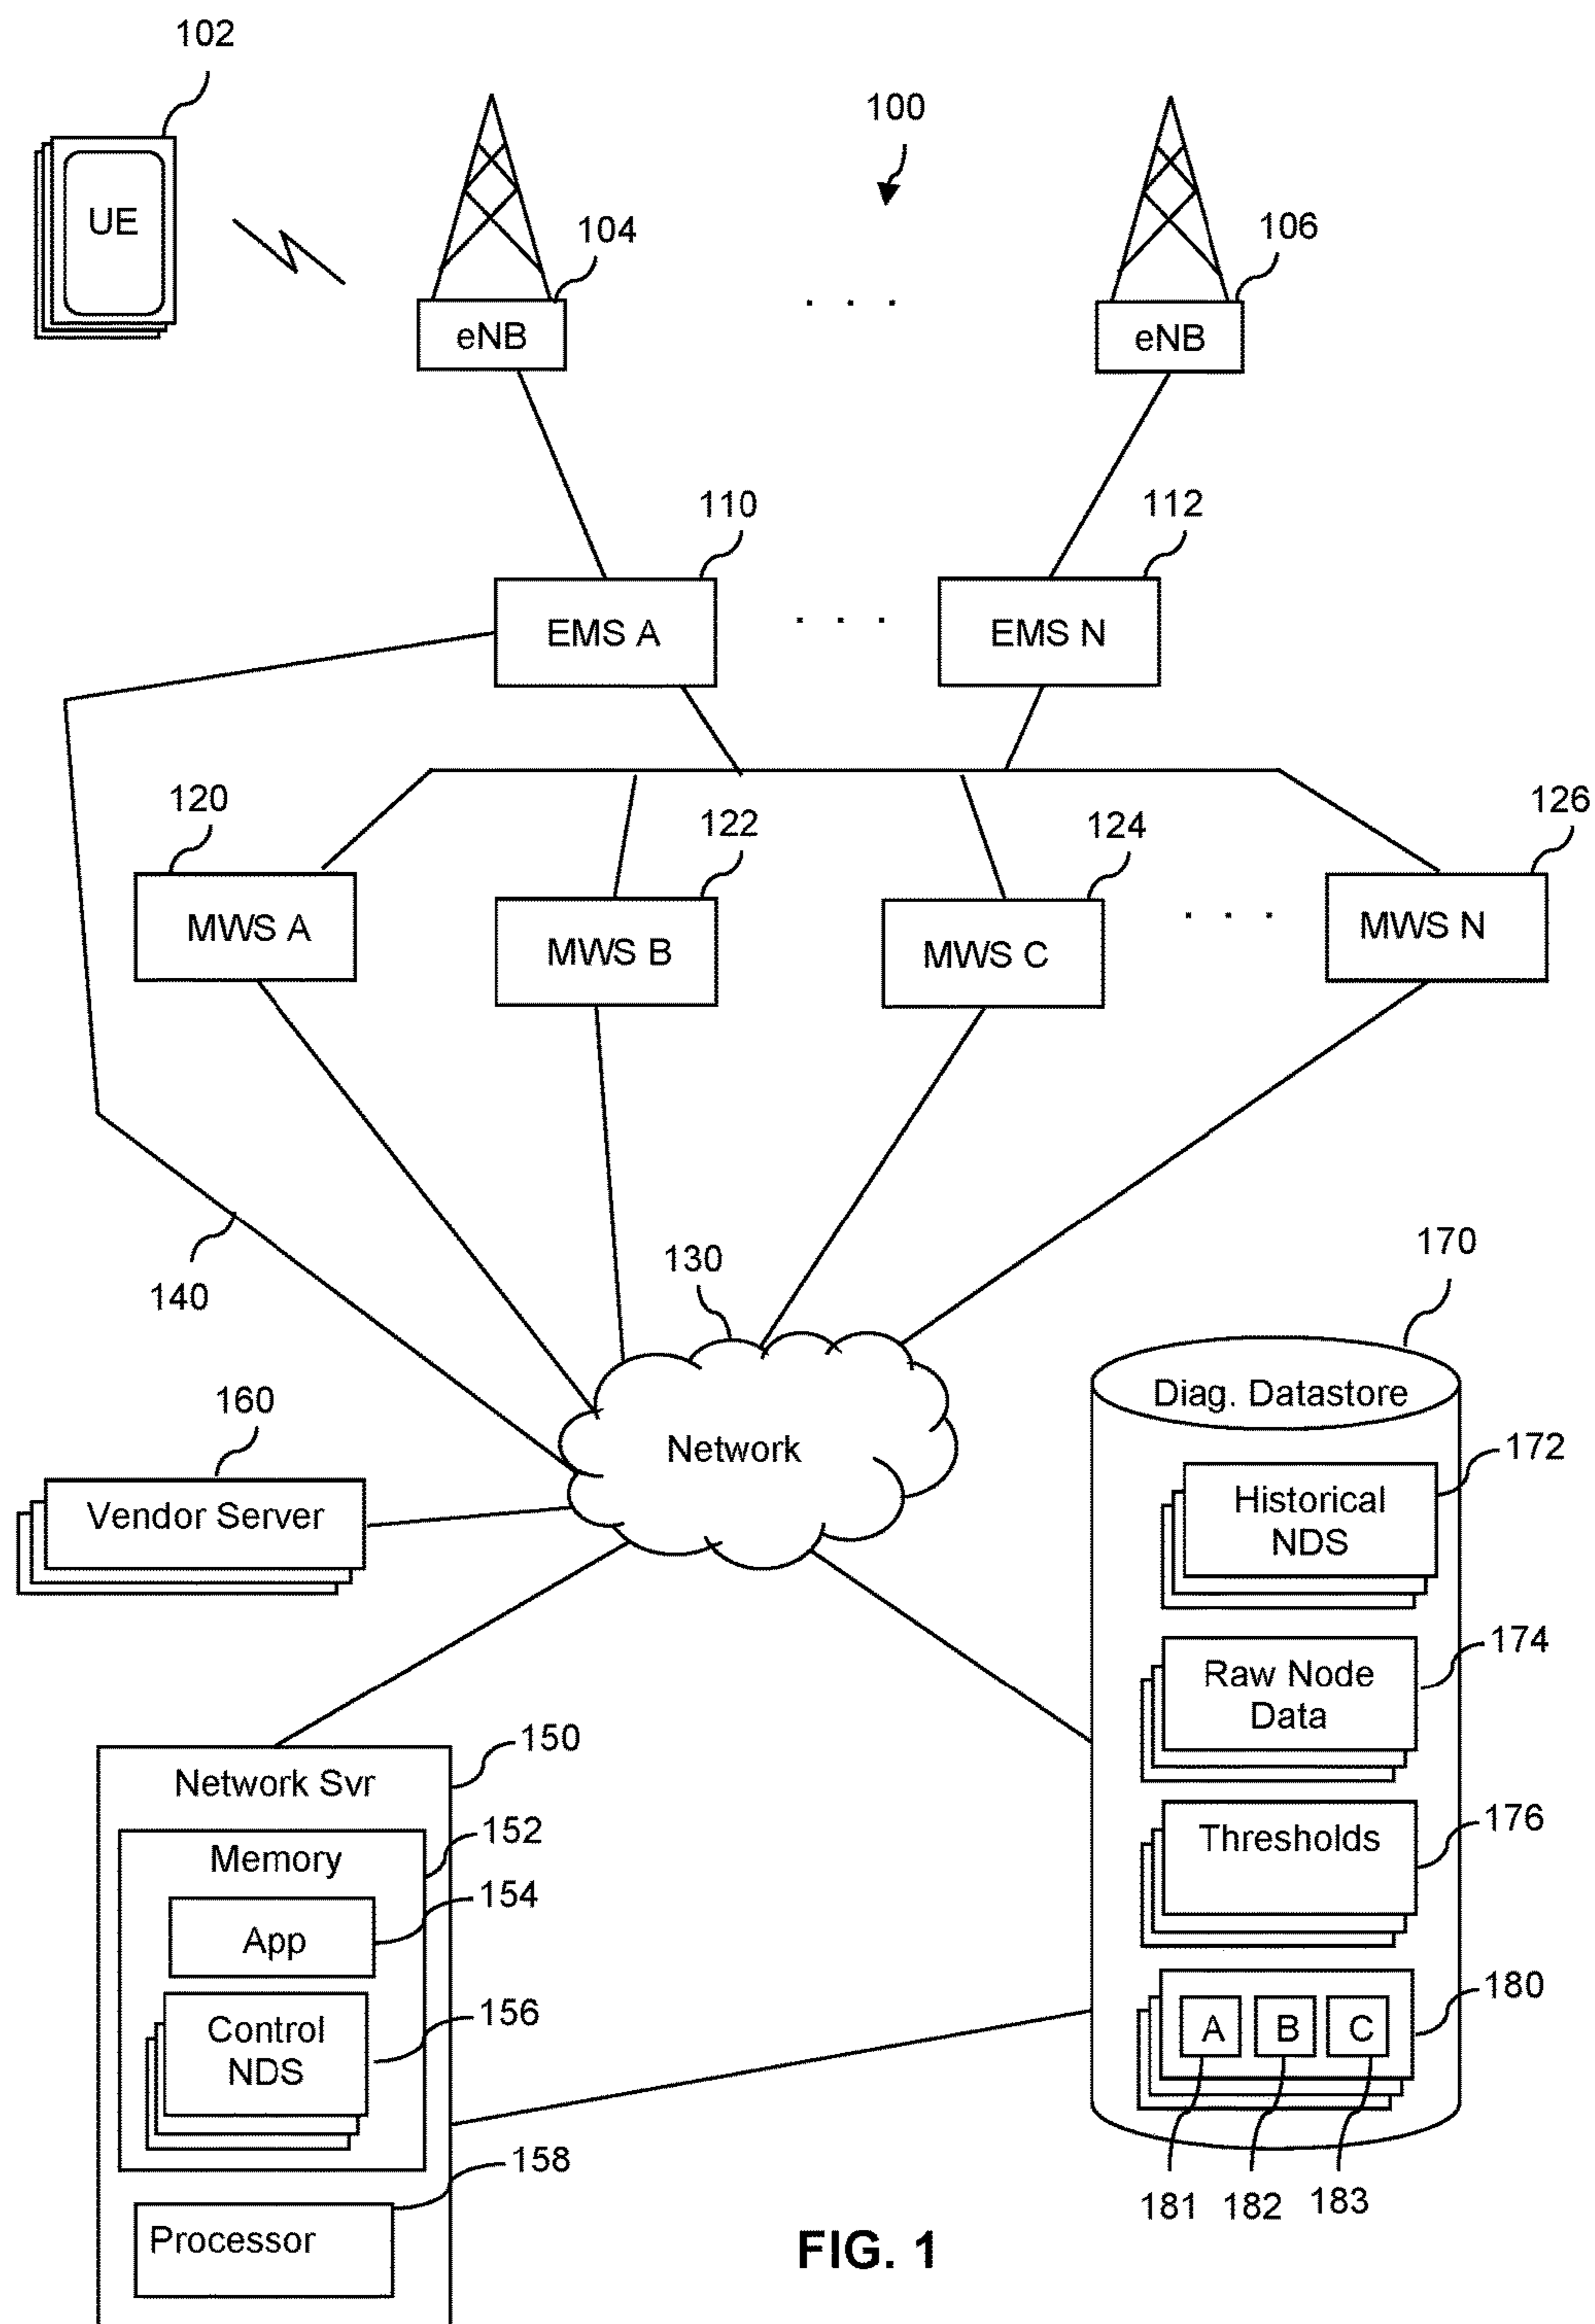 102
100
UE
104
106
. . .
eNB
eNB
110
112
EMS A
. . .
EMS N
120
122
124
126
MWS A
MWS B
MWS C
. . .
MWS N
140
130
170
Diag. Datastore
160
Network
172
Vendor Server
Historical
NDS
174
Raw Node
Data
150
Network Svr
152
176
Memory
Thresholds
154
App
180
156
A B C
Control
NDS
158
181 182 183
Processor
FIG. 1